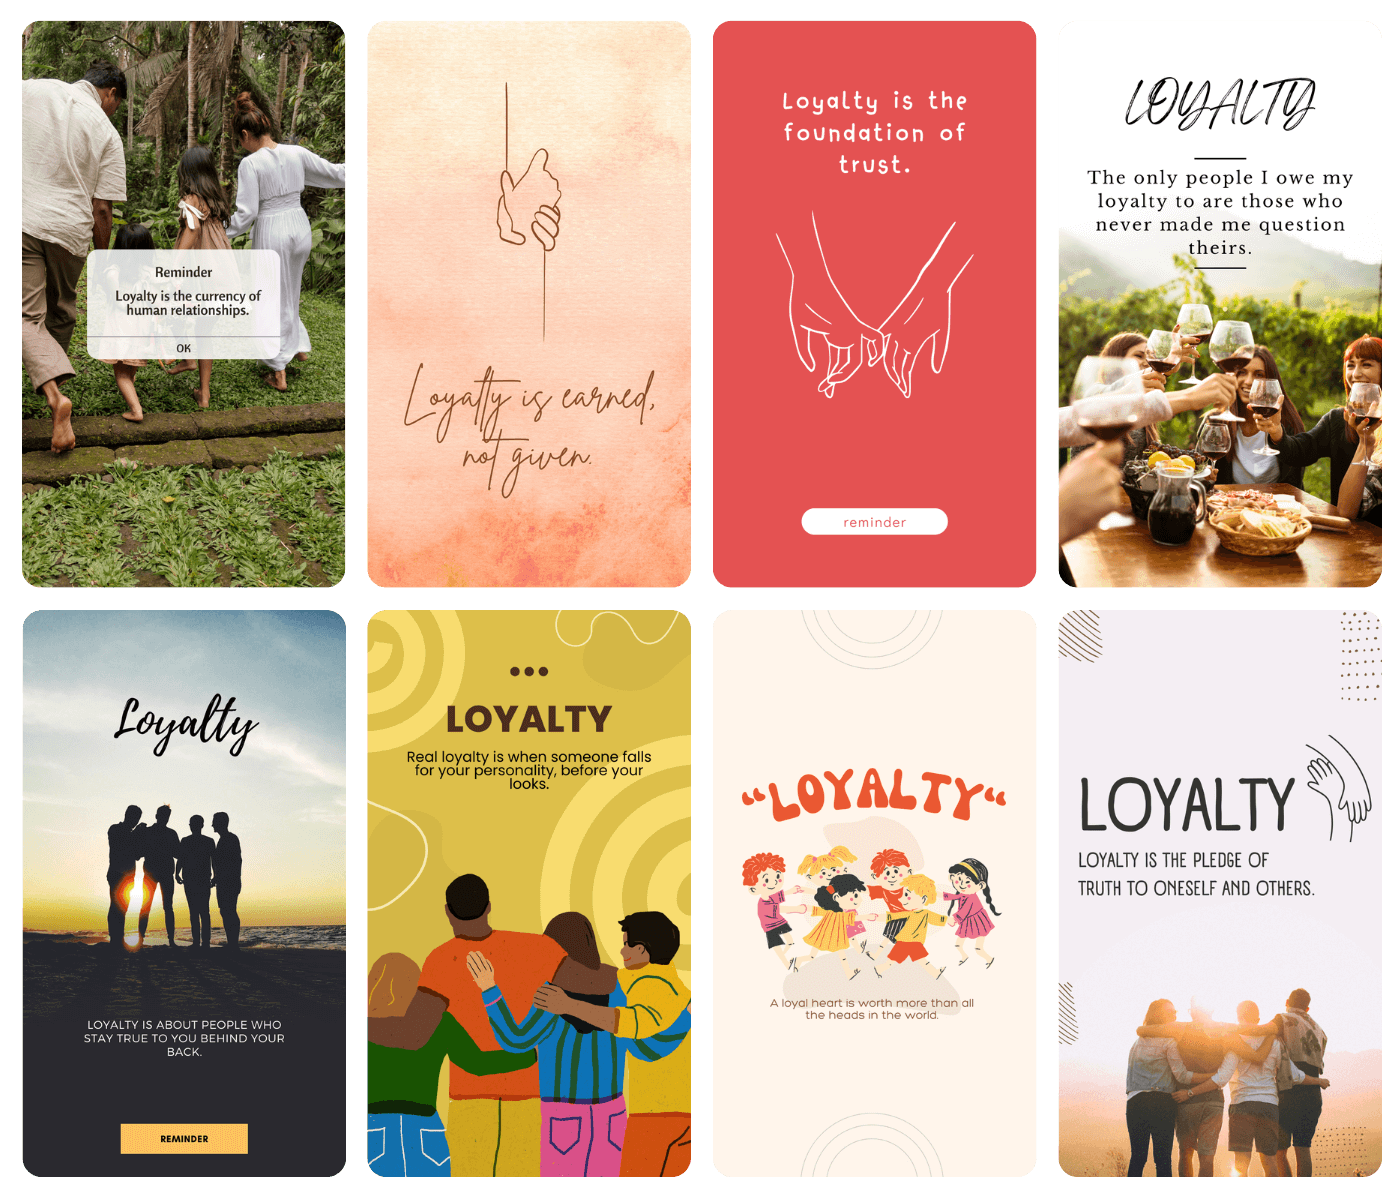 Reminder
Loyalty is the currency of
human relationships.
OK
Loyalty is earned,
not given.
Loyalty is the
foundation of
trust.
reminder
LOYALTY
The only people I owe my
loyalty to are those who
never made me question
theirs.
Loyalty
LOYALTY IS ABOUT PEOPLE WHO
STAY TRUE TO YOU BEHIND YOUR
BACK.
REMINDER
LOYALTY
Real loyalty is when someone falls
for your personality, before your
looks.
“LOYALTY“
A loyal heart is worth more than all
the heads in the world.
LOYALTY
LOYALTY IS THE PLEDGE OF
TRUTH TO ONESELF AND OTHERS.